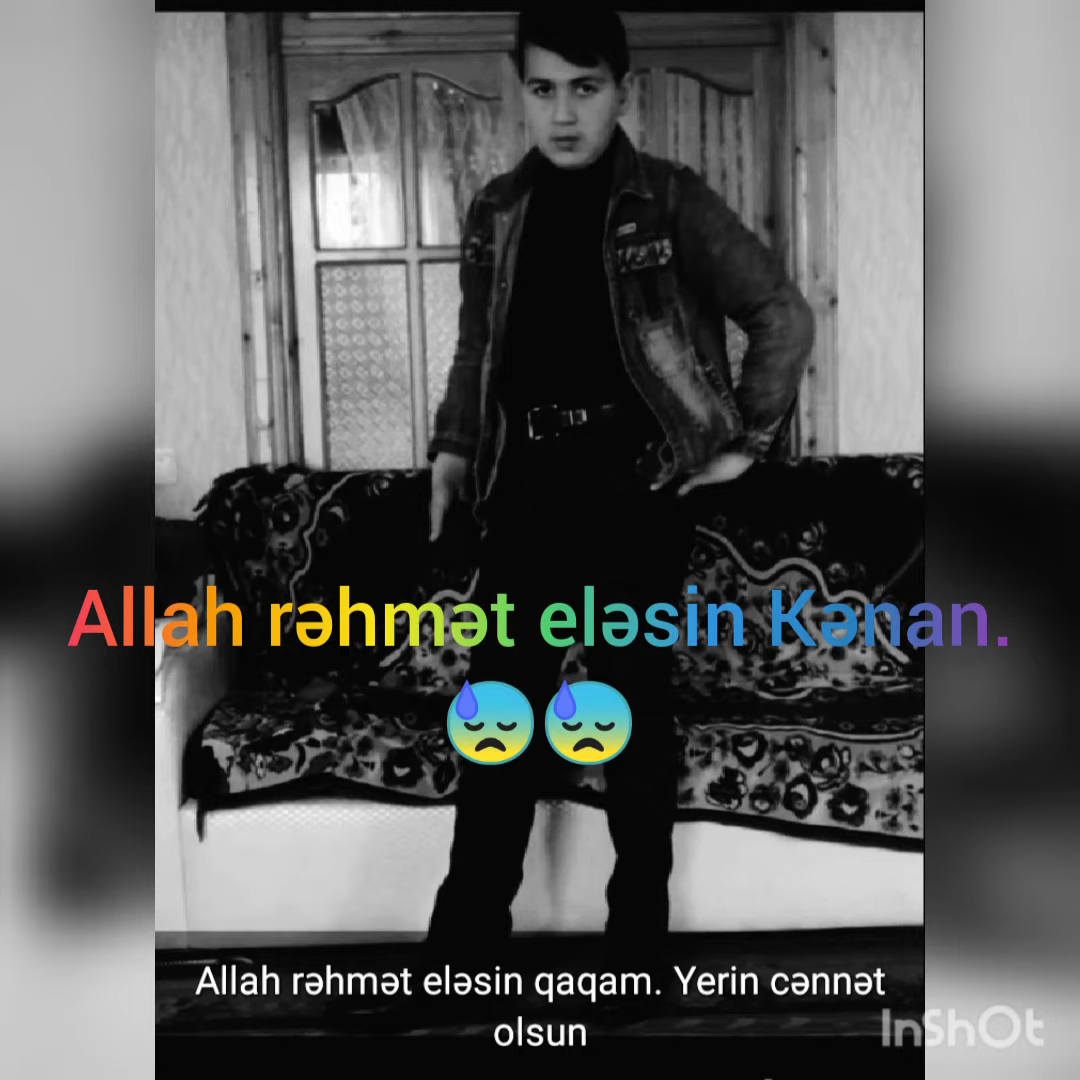 Allah rəhmət eləsin Kənan.
😓😓
Allah rəhmət eləsin qaqam. Yerin cənnət
olsun
InShOt